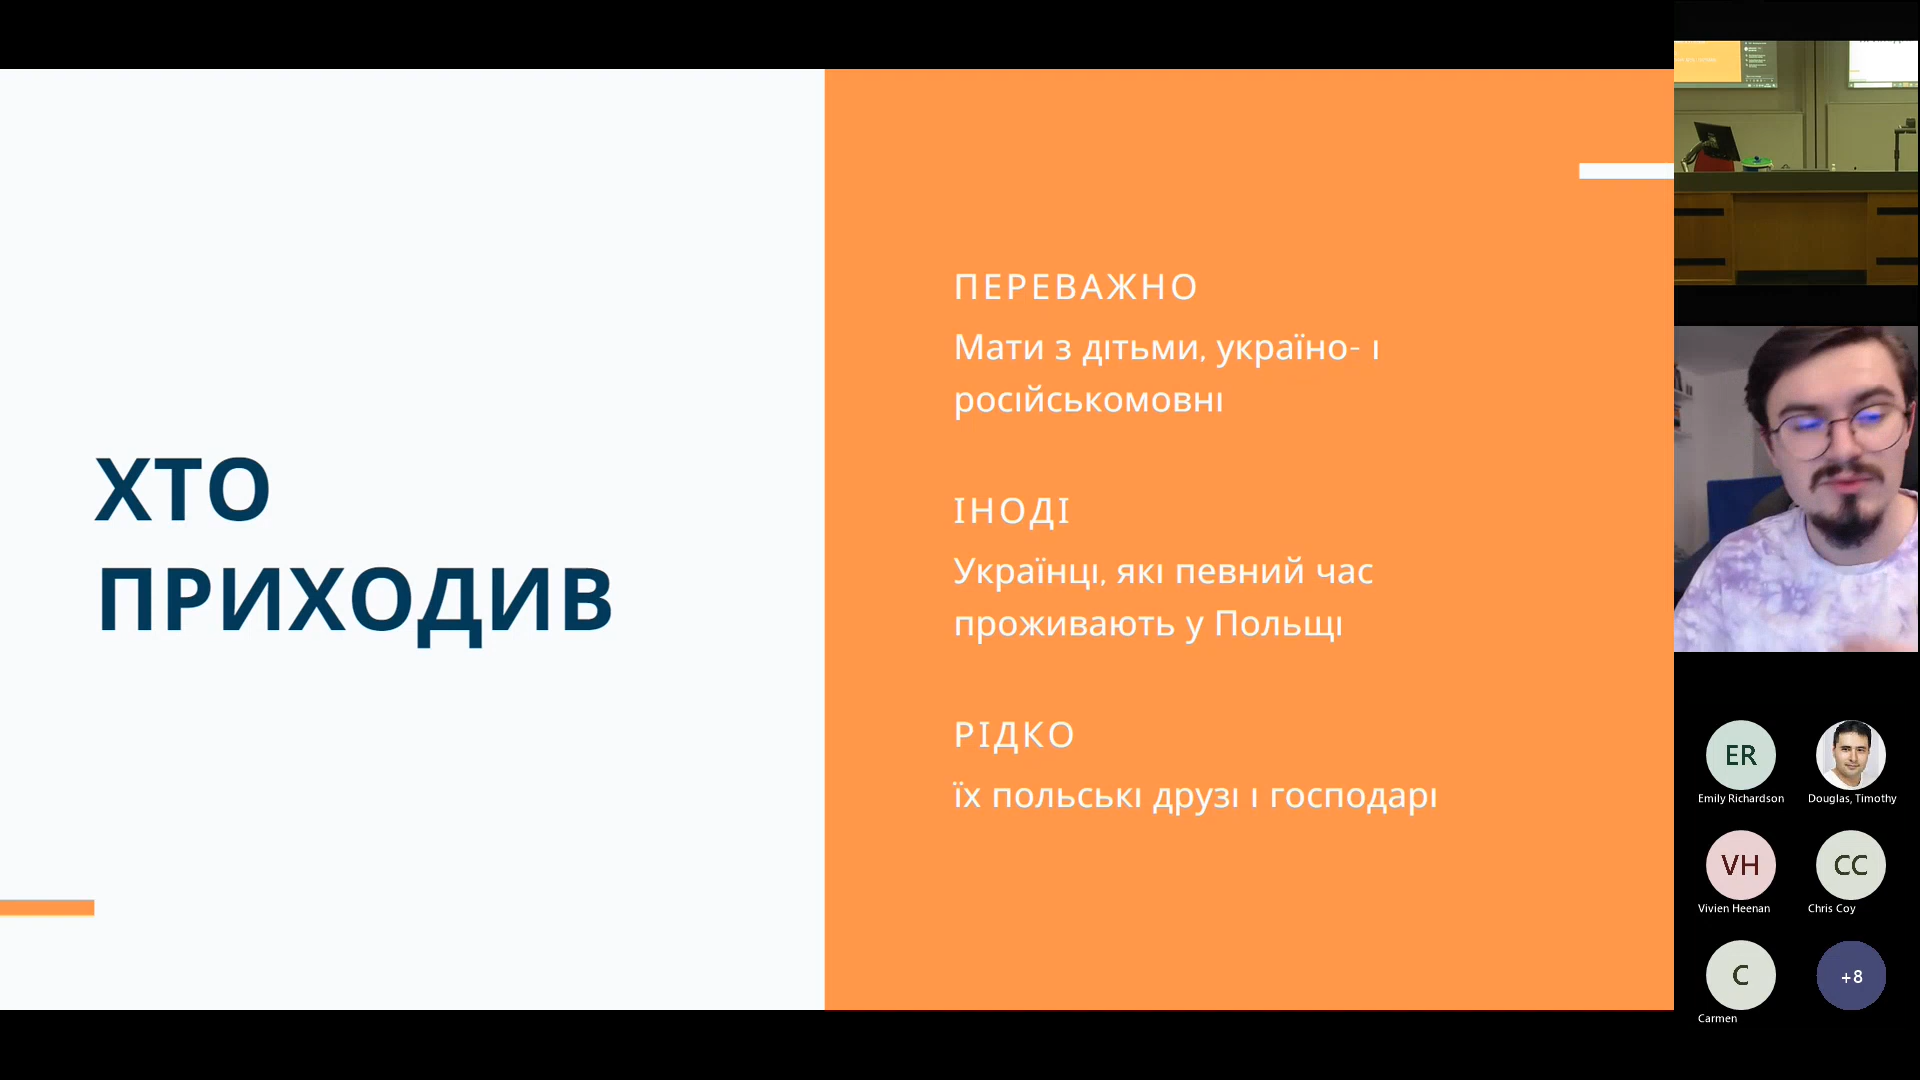 ХТО
ПРИХОДИВ
ПЕРЕВАЖНО
Мати з дітьми, україно- і
російськомовні
ІНОДІ
Українці, які певний час
проживають у Польщі
РІДКО
їх польські друзі і господарі
ER
Emily Richardson
Douglas, Timothy
VH
Vivien Heenan
CC
Chris Coy
C
Carmen
+8